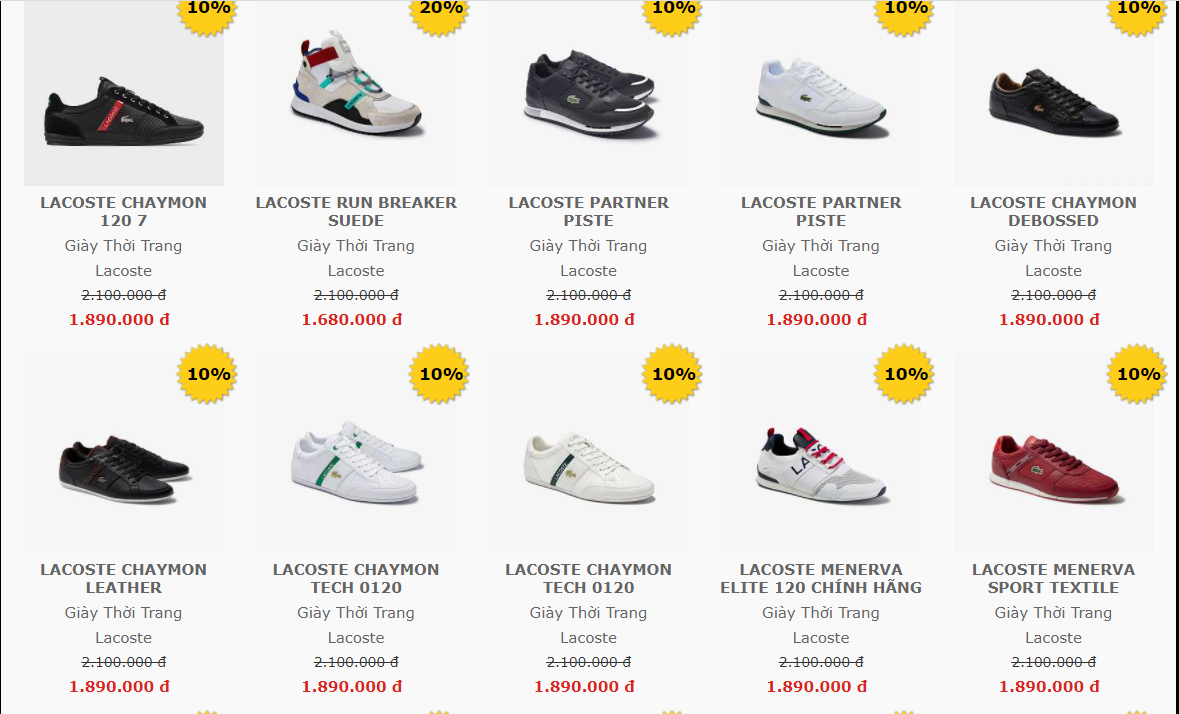 10%
20%
10%
10%
10%
LACOSTE CHAYMON
120 7
Giày Thời Trang
Lacoste
2.100.000 đ
1.890.000 đ
LACOSTE RUN BREAKER
SUEDE
Giày Thời Trang
Lacoste
2.100.000 đ
1.680.000 đ
LACOSTE PARTNER
PISTE
Giày Thời Trang
Lacoste
2.100.000 đ
1.890.000 đ
LACOSTE PARTNER
PISTE
Giày Thời Trang
Lacoste
2.100.000 đ
1.890.000 đ
LACOSTE CHAYMON
DEBOSSED
Giày Thời Trang
Lacoste
2.100.000 đ
1.890.000 đ
10%
10%
10%
10%
10%
LACOSTE CHAYMON
LEATHER
Giày Thời Trang
Lacoste
2.100.000 đ
1.890.000 đ
LACOSTE CHAYMON
TECH 0120
Giày Thời Trang
Lacoste
2.100.000 đ
1.890.000 đ
LACOSTE CHAYMON
TECH 0120
Giày Thời Trang
Lacoste
2.100.000 đ
1.890.000 đ
LACOSTE MENERVA
ELITE 120 CHÍNH HÃNG
Giày Thời Trang
Lacoste
2.100.000 đ
1.890.000 đ
LACOSTE MENERVA
SPORT TEXTILE
Giày Thời Trang
Lacoste
2.100.000 đ
1.890.000 đ